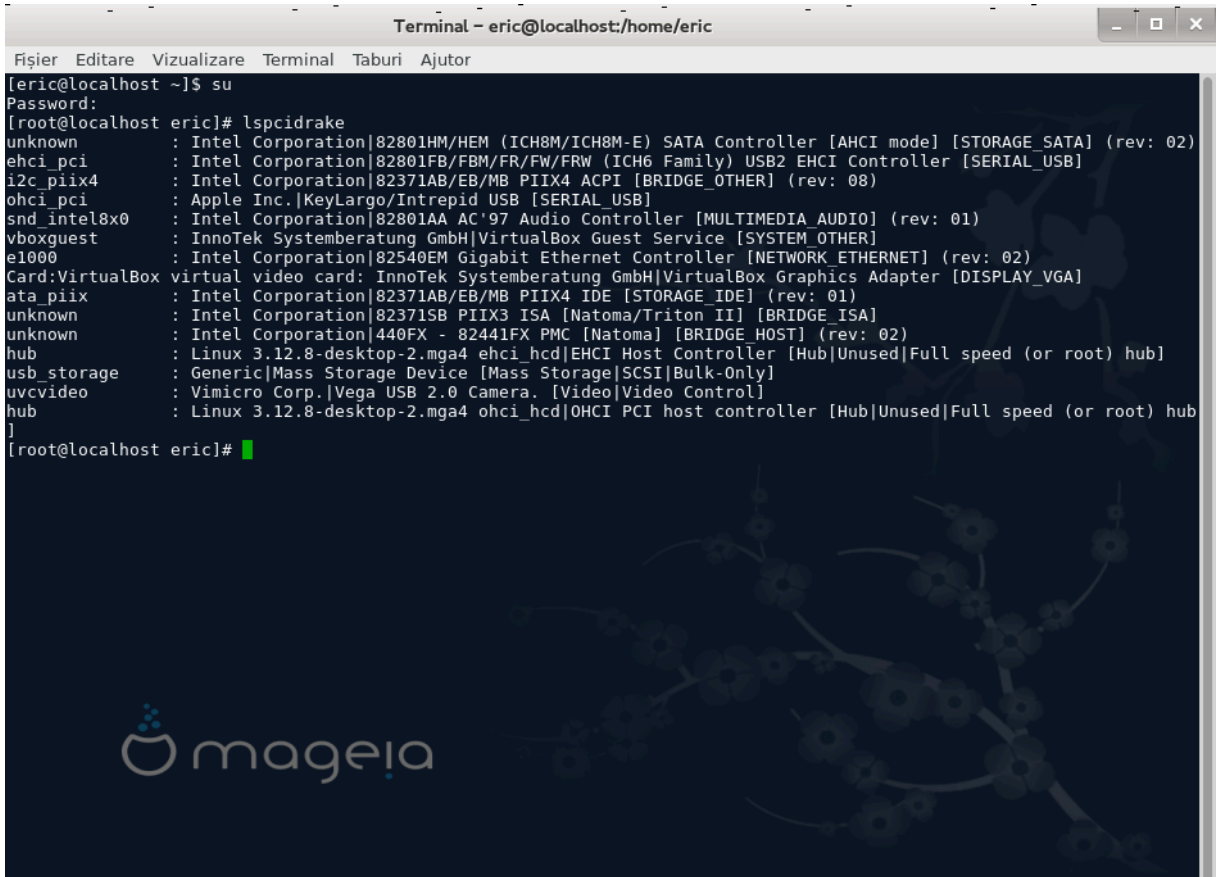 Terminal – eric@localhost:/home/eric
Fișier Editare Vizualizare Terminal Taburi Ajutor
[eric@localhost ~]$ su
Password:
[root@localhost eric]# lspcidrake
unknown         : Intel Corporation|82801HM/HEM (ICH8M/ICH8M-E) SATA Controller [AHCI mode] [STORAGE_SATA] (rev: 02)
ehci_pci        : Intel Corporation|82801FB/FBM/FR/FW/FRW (ICH6 Family) USB2 EHCI Controller [SERIAL_USB]
i2c_piix4       : Intel Corporation|82371AB/EB/MB PIIX4 ACPI [BRIDGE_OTHER] (rev: 08)
ohci_pci        : Apple Inc.|KeyLargo/Intrepid USB [SERIAL_USB]
snd_intel8x0    : Intel Corporation|82801AA AC'97 Audio Controller [MULTIMEDIA_AUDIO] (rev: 01)
vboxguest       : InnoTek Systemberatung GmbH|VirtualBox Guest Service [SYSTEM_OTHER]
e1000           : Intel Corporation|82540EM Gigabit Ethernet Controller [NETWORK_ETHERNET] (rev: 02)
Card:VirtualBox virtual video card: InnoTek Systemberatung GmbH|VirtualBox Graphics Adapter [DISPLAY_VGA]
ata_piix        : Intel Corporation|82371AB/EB/MB PIIX4 IDE [STORAGE_IDE] (rev: 01)
unknown         : Intel Corporation|82371SB PIIX3 ISA [Natoma/Triton II] [BRIDGE_ISA]
unknown         : Intel Corporation|440FX - 82441FX PMC [Natoma] [BRIDGE_HOST] (rev: 02)
hub             : Linux 3.12.8-desktop-2.mga4 ehci_hcd|EHCI Host Controller [Hub|Unused|Full speed (or root) hub]
usb_storage     : Generic|Mass Storage Device [Mass Storage|SCSI|Bulk-Only]
uvcvideo        : Vimicro Corp.|Vega USB 2.0 Camera. [Video|Video Control]
hub             : Linux 3.12.8-desktop-2.mga4 ohci_hcd|OHCI PCI host controller [Hub|Unused|Full speed (or root) hub
]
[root@localhost eric]#
mageia